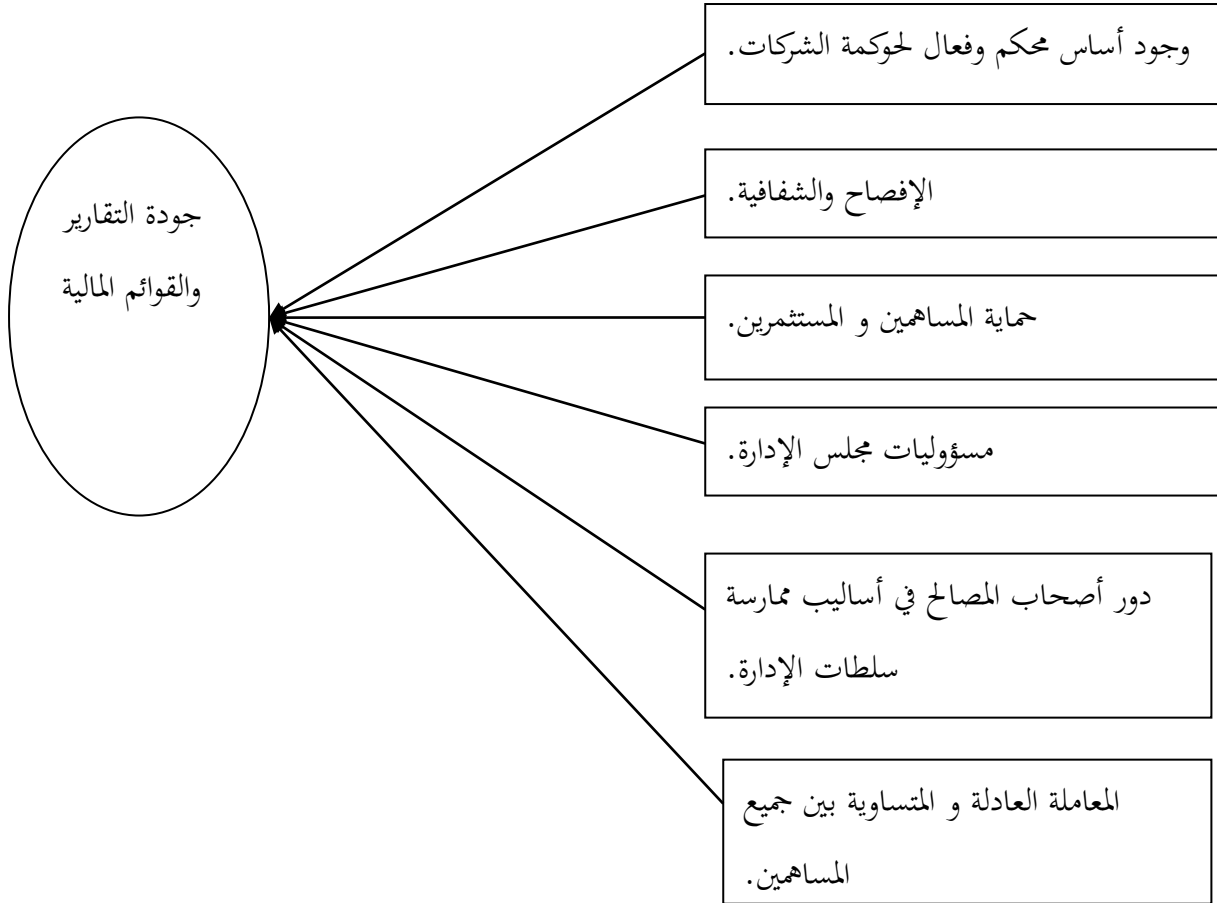 وجود أساس محكم وفعال لحوكمة الشركات.
الإفصاح والشفافية.
جودة التقارير
والقوائم المالية
حماية المساهمين و المستثمرين.
مسؤوليات مجلس الإدارة.
دور أصحاب المصالح في أساليب ممارسة
سلطات الإدارة.
المعاملة العادلة و المتساوية بين جميع
المساهمين.